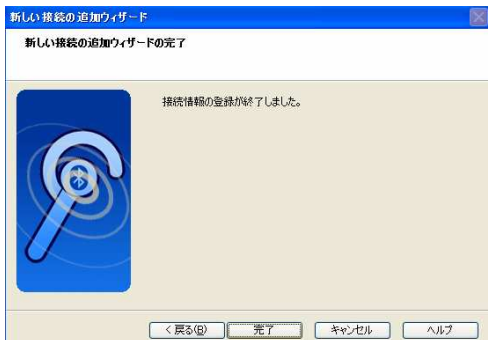 新しい接続の追加ウィザード
新しい接続の追加ウィザードの完了
接続情報の登録が終了しました。
< 戻る(B)
完了
キャンセル
ヘルプ